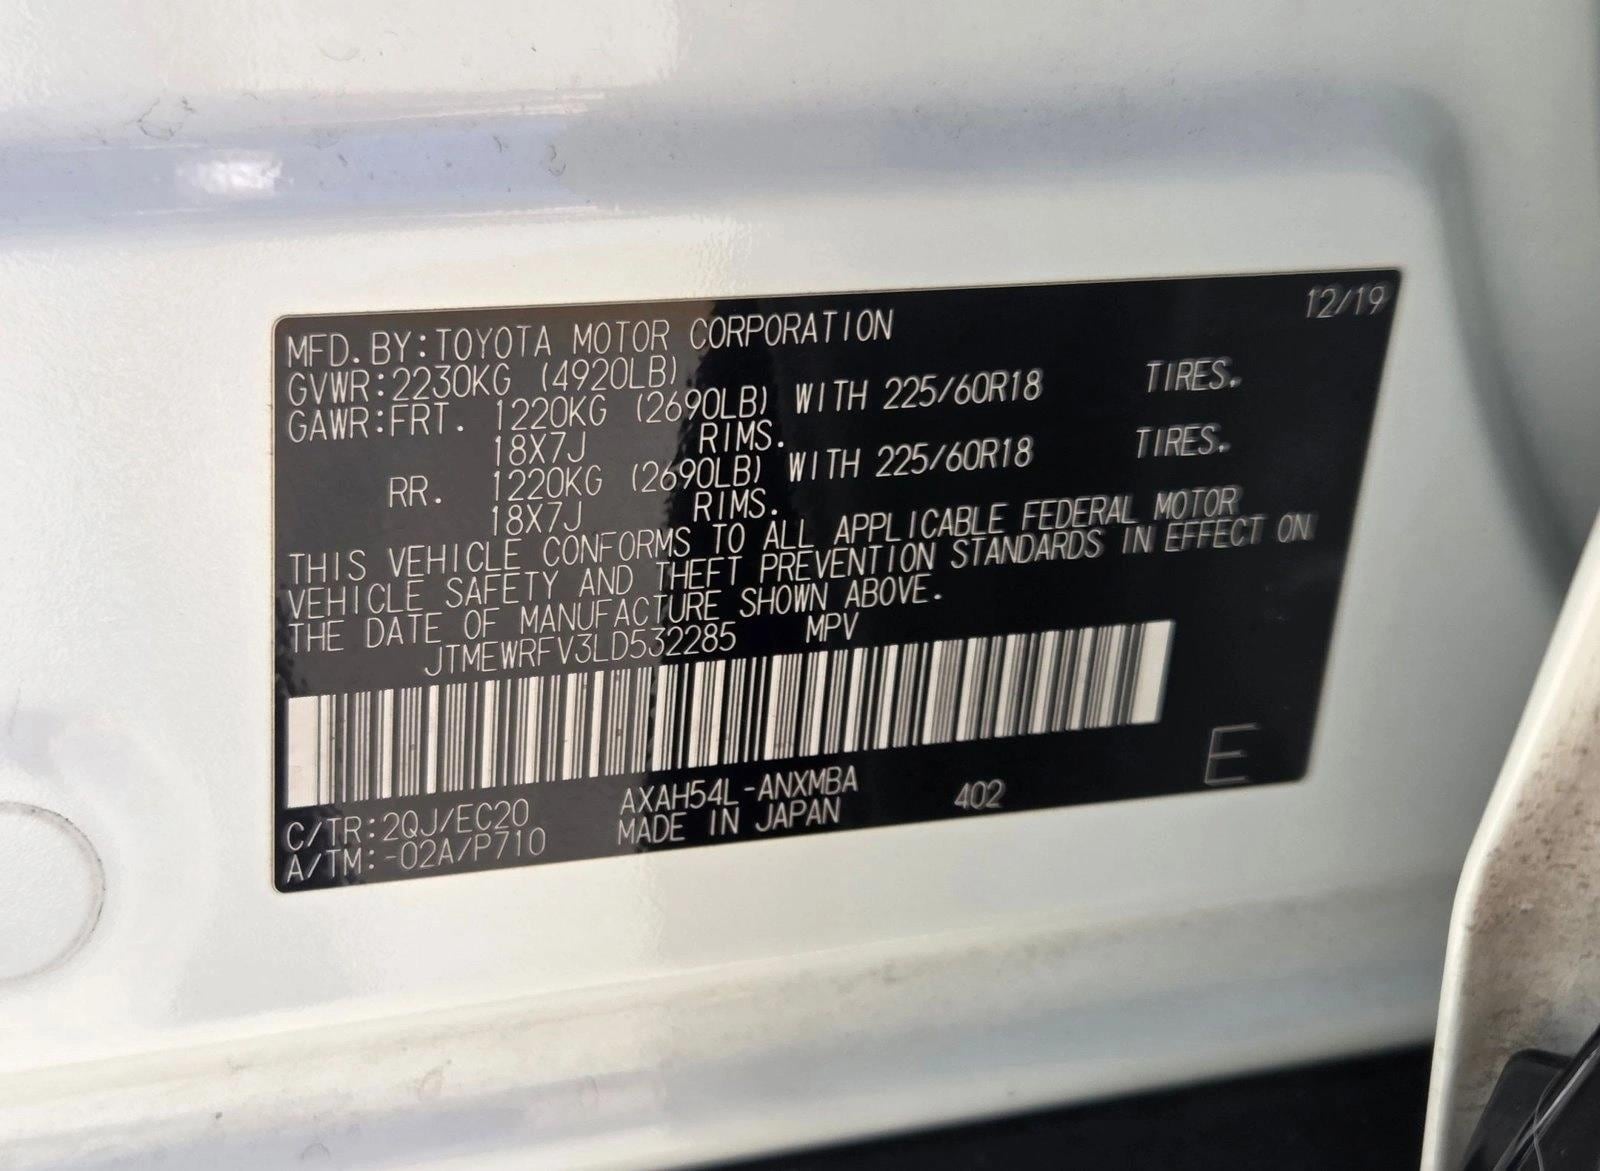 12/19
MFD. BY: TOYOTA MOTOR CORPORATION
GVWR: 2230KG (4920LB)
GAWR: FRT. 1220KG (2690LB) WITH 225/60R18 TIRES.
18X7J RIMS.
RR. 1220KG (2690LB) WITH 225/60R18 TIRES.
18X7J RIMS.
THIS VEHICLE CONFORMS TO ALL APPLICABLE FEDERAL MOTOR
VEHICLE SAFETY AND THEFT PREVENTION STANDARDS IN EFFECT ON
THE DATE OF MANUFACTURE SHOWN ABOVE.
JTMEWRFV3LD532285 MPV
C/TR: 2QJ/EC20 AXAH54L-ANXMBA 402 E
A/TM: -02A/P710 MADE IN JAPAN